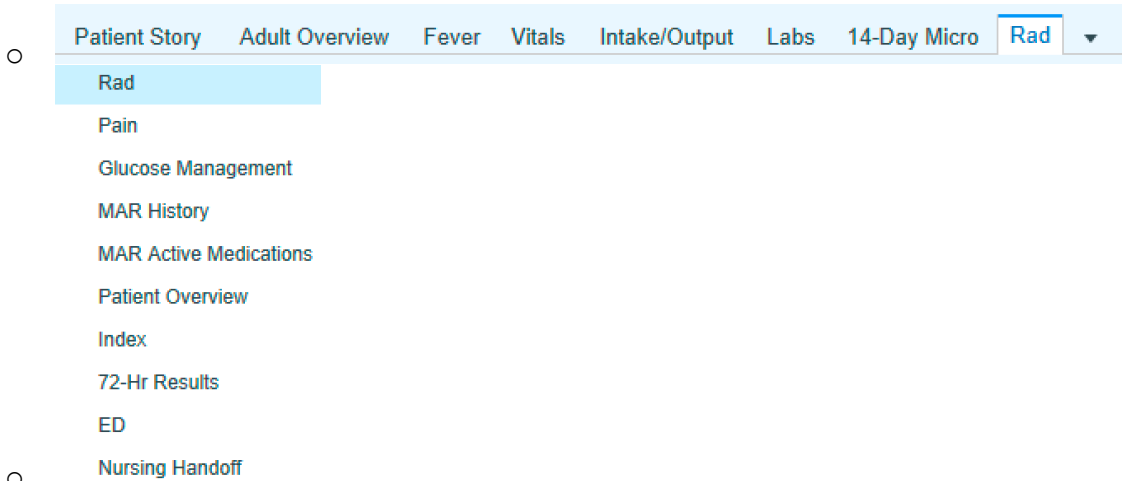 Patient Story Adult Overview Fever Vitals Intake/Output Labs 14-Day Micro Rad
Rad
Pain
Glucose Management
MAR History
MAR Active Medications
Patient Overview
Index
72-Hr Results
ED
Nursing Handoff